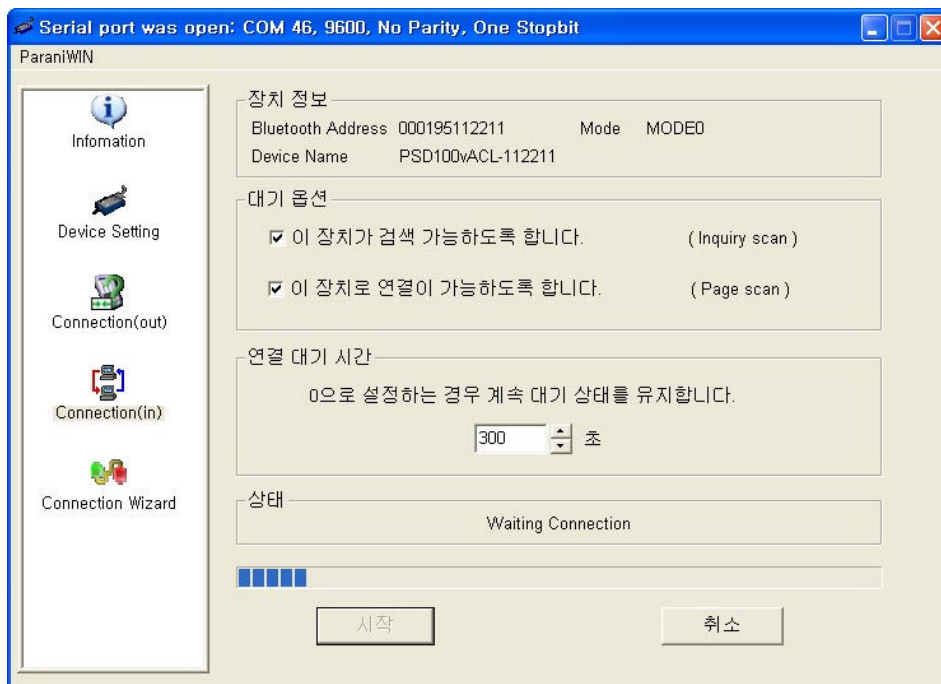 Serial port was open: COM 46, 9600, No Parity, One Stopbit
ParaniWIN
Infomation
Device Setting
Connection(out)
Connection(in)
Connection Wizard
장치 정보
Bluetooth Address 000195112211 Mode MODE0
Device Name PSD100vACL-112211
대기 옵션
이 장치가 검색 가능하도록 합니다. ( Inquiry scan )
이 장치로 연결이 가능하도록 합니다. ( Page scan )
연결 대기 시간
0으로 설정하는 경우 계속 대기 상태를 유지합니다.
300 초
상태
Waiting Connection
시작 취소